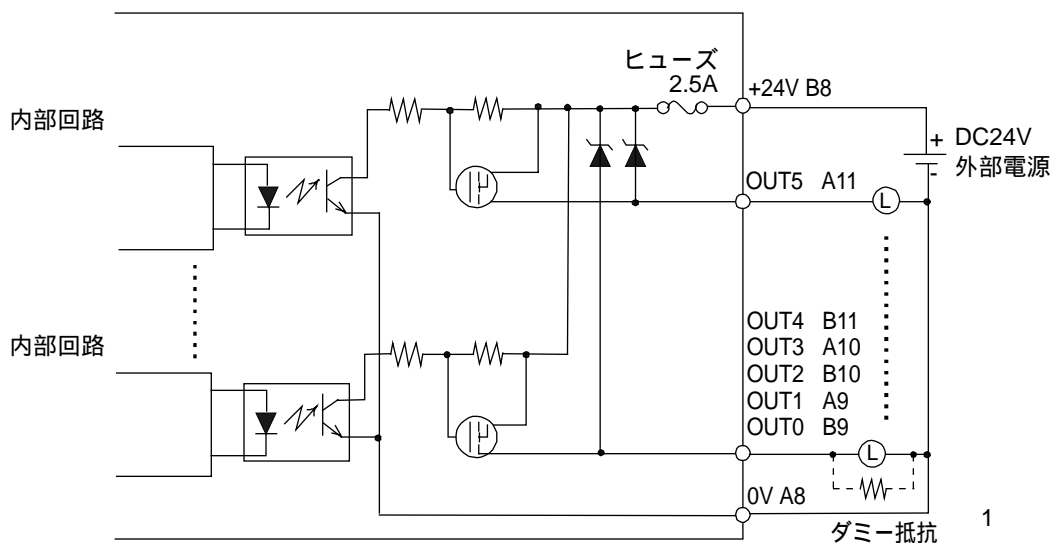 ヒューズ
2.5A
+24V B8
内部回路
+ DC24V
- 外部電源
OUT5 A11
L
内部回路
OUT4 B11
OUT3 A10
OUT2 B10
OUT1 A9
OUT0 B9
L
0V A8
ダミー抵抗 1